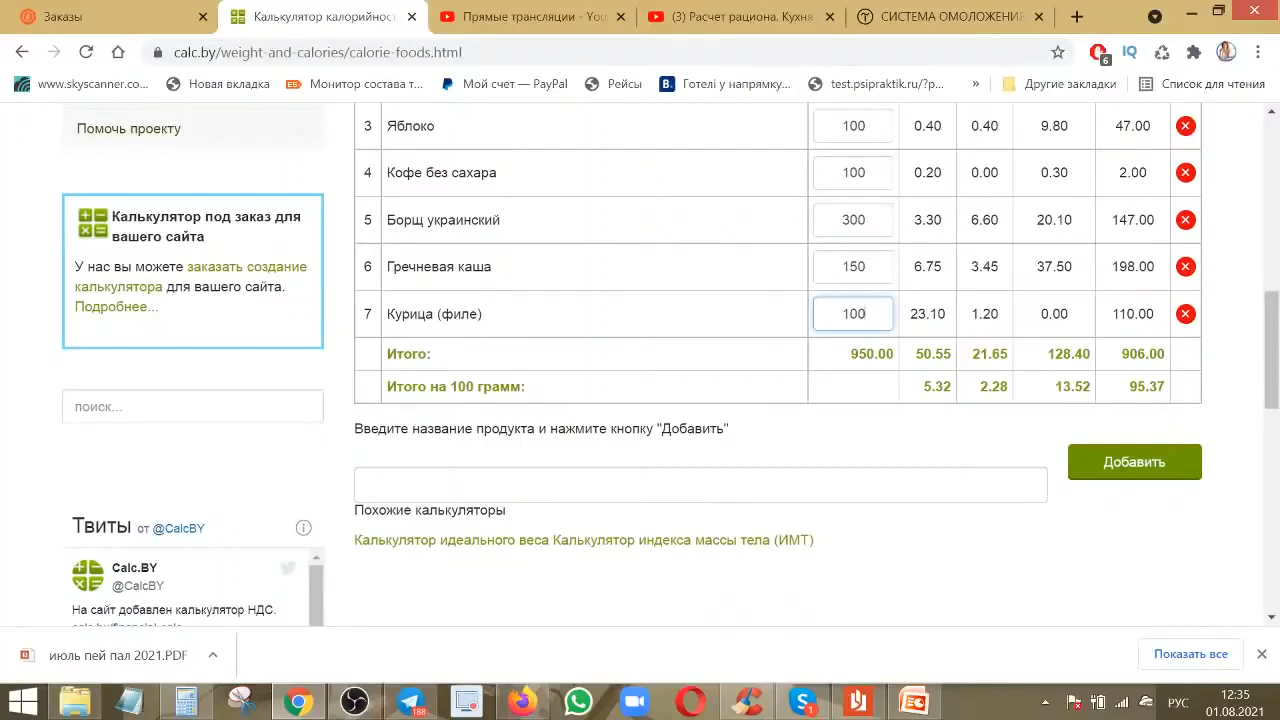 Заказы
Калькулятор калорийност
Прямые трансляции - You
(3) Расчет рациона. Кухня
СИСТЕМА ОМОЛОЖЕНИЯ
calc.by/weight-and-calories/calorie-foods.html
6
IQ
www.skyscanner.co...
Новая вкладка
Монитор состава т...
Мой счет — PayPal
Рейсы
Готелі у напрямку...
test.psipraktik.ru/?p...
»
Другие закладки
Список для чтения
Помочь проекту
Калькулятор под заказ для
вашего сайта
У нас вы можете заказать создание
калькулятора для вашего сайта.
Подробнее...
поиск...
Твиты от @CalcBY
Calc.BY
@CalcBY
На сайт добавлен калькулятор НДС.
3 Яблоко 100 0.40 0.40 9.80 47.00
4 Кофе без сахара 100 0.20 0.00 0.30 2.00
5 Борщ украинский 300 3.30 6.60 20.10 147.00
6 Гречневая каша 150 6.75 3.45 37.50 198.00
7 Курица (филе) 100 23.10 1.20 0.00 110.00
Итого: 950.00 50.55 21.65 128.40 906.00
Итого на 100 грамм: 5.32 2.28 13.52 95.37
Введите название продукта и нажмите кнопку "Добавить"
Добавить
Похожие калькуляторы
Калькулятор идеального веса Калькулятор индекса массы тела (ИМТ)
июль пей пал 2021.PDF
Показать все
188
1
РУС
12:35
01.08.2021